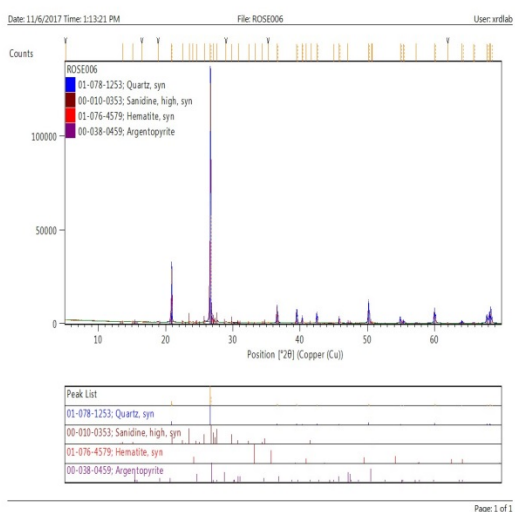 Date: 11/6/2017 Time: 1:13:21 PM File: ROSE006 User: xrdlab
Counts
ROSE006
01-078-1253; Quartz, syn
00-010-0353; Sanidine, high, syn
01-076-4579; Hematite, syn
00-038-0459; Argentopyrite
100000
50000
0
10 20 30 40 50 60
Position [°2θ] (Copper (Cu))
Peak List
01-078-1253; Quartz, syn
00-010-0353; Sanidine, high, syn
01-076-4579; Hematite, syn
00-038-0459; Argentopyrite
Page: 1 of 1